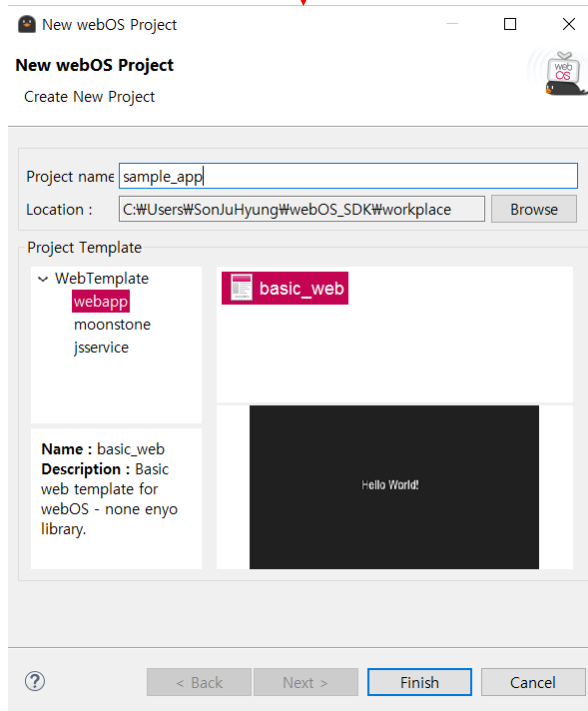 New webOS Project
New webOS Project
web
OS
Create New Project
Project name
sample_app
Location :
C:₩Users₩SonJuHyung₩webOS_SDK₩workplace
Browse
Project Template
WebTemplate
webapp
moonstone
jsservice
basic_web
Name : basic_web
Description : Basic
web template for
webOS - none enyo
library.
Hello World!
?
< Back
Next >
Finish
Cancel